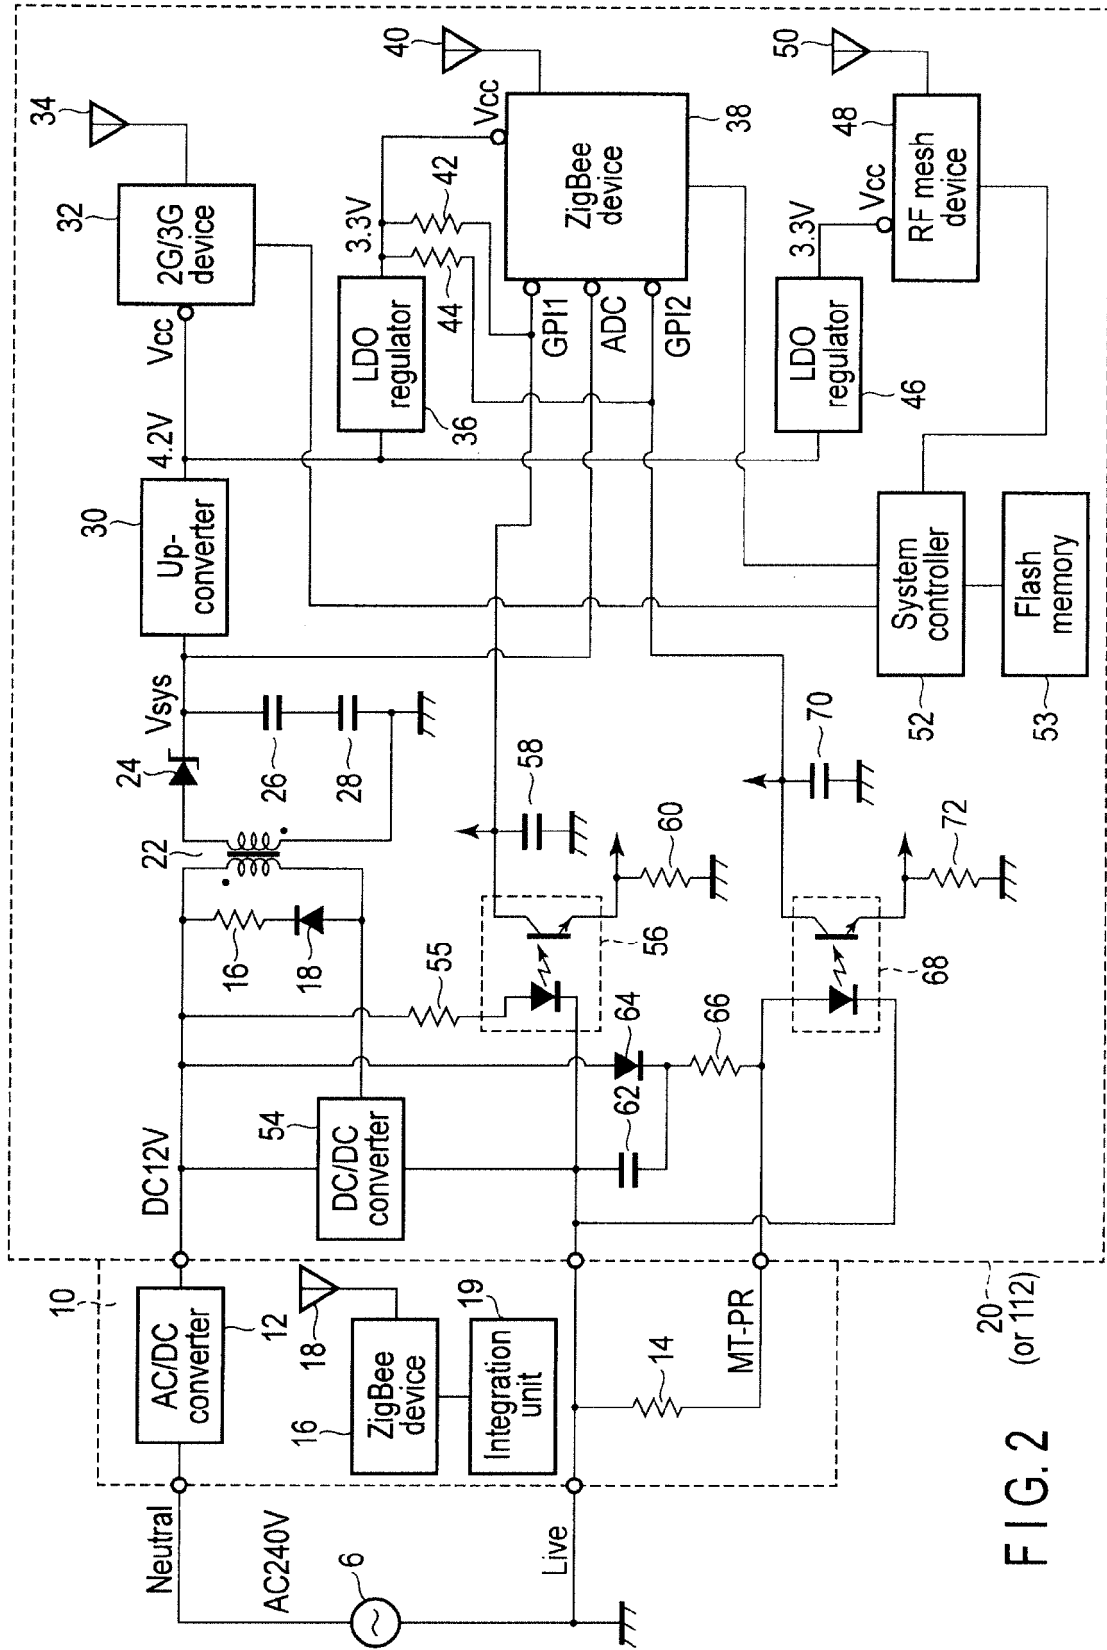 Neutral
AC240V
6
Live
10
AC/DC
converter
12
18
ZigBee
device
16
19
Integration
unit
14
MT-PR
20
(or 112)
DC12V
54
DC/DC
converter
16
18
22
24
Vsys
26
28
55
56
58
60
62
64
66
68
70
72
30
Up-
converter
4.2V
Vcc
32
2G/3G
device
34
36
LDO
regulator
3.3V
42
44
Vcc
GPI1
ADC
GPI2
ZigBee
device
38
40
46
LDO
regulator
3.3V
Vcc
48
RF mesh
device
50
52
System
controller
53
Flash
memory
FIG. 2